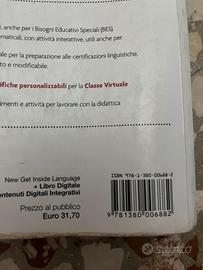 , anche per i Bisogni Educativi Speciali (BES)
maticali, con attività interattive, utili anche per
ale per la preparazione alle certificazioni linguistiche.
to e modificabile.
ifiche personalizzabili per la Classe Virtuale
imenti e attività per lavorare con la didattica
New Get Inside Language
+ Libro Digitale
ontenuti Digitali Integrativi
Prezzo al pubblico
Euro 31,70
ISBN 978-1-380-00688-2
9 781380 006882
subito